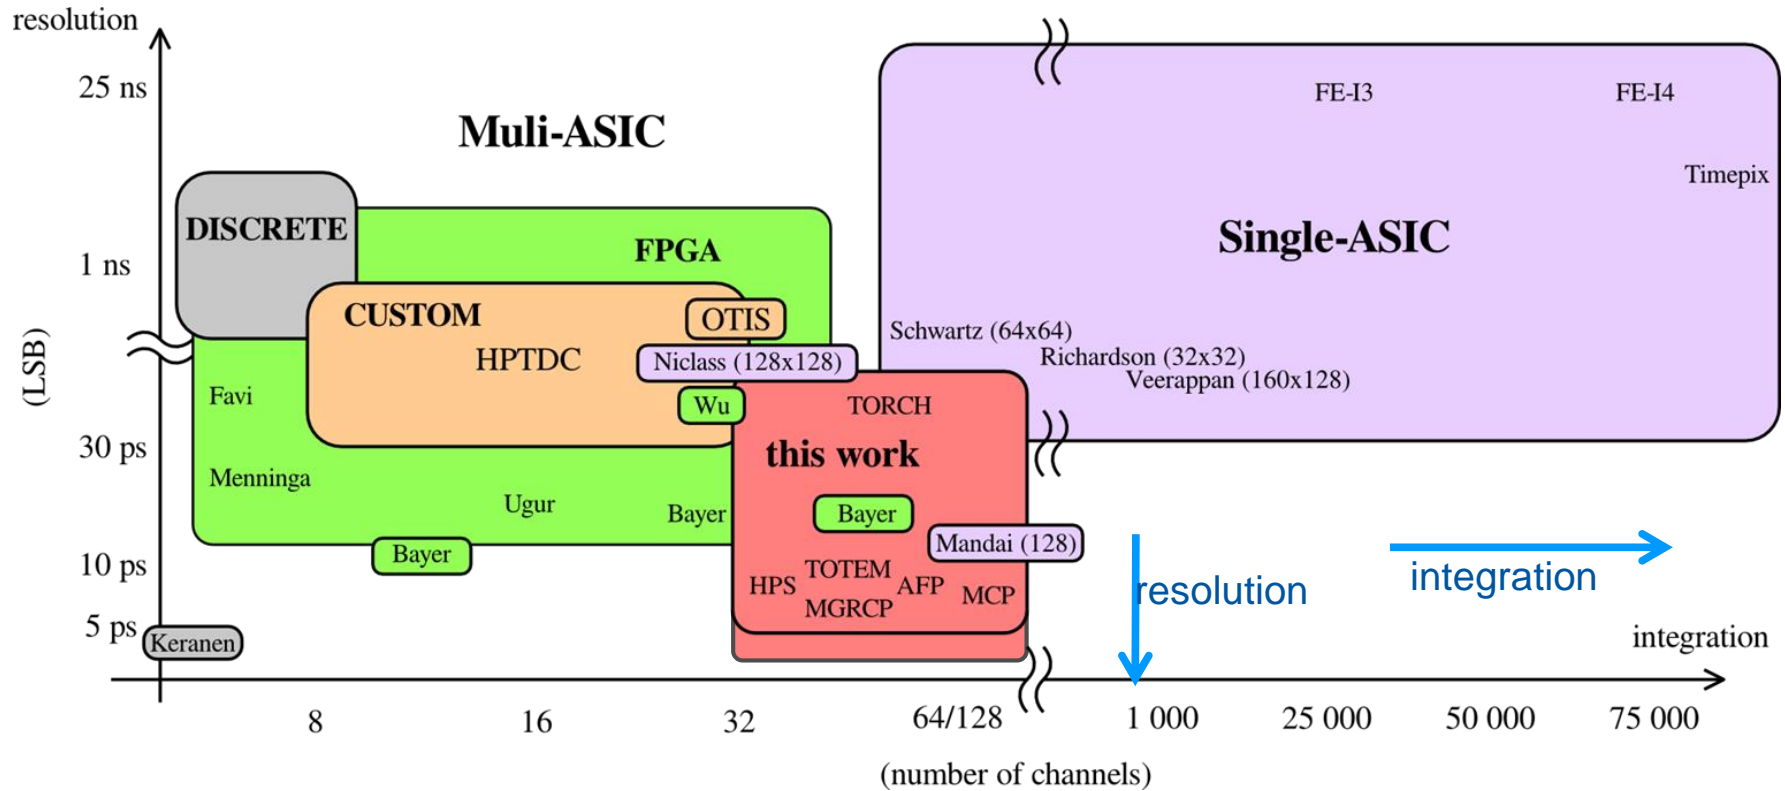 resolution
25 ns
FE-I3
FE-I4
Muli-ASIC
Timepix
DISCRETE
FPGA
Single-ASIC
1 ns
CUSTOM
OTIS
Schwartz (64x64)
HPTDC
Niclass (128x128)
Richardson (32x32)
(LSB)
Veerappan (160x128)
Favi
Wu
TORCH
30 ps
this work
Menninga
Ugur
Bayer
Bayer
Mandai (128)
Bayer
10 ps
TOTEM
HPS
AFP
MCP
MGRCP
resolution
integration
5 ps
Keranen
integration
8
16
32
64/128
1 000
25 000
50 000
75 000
(number of channels)